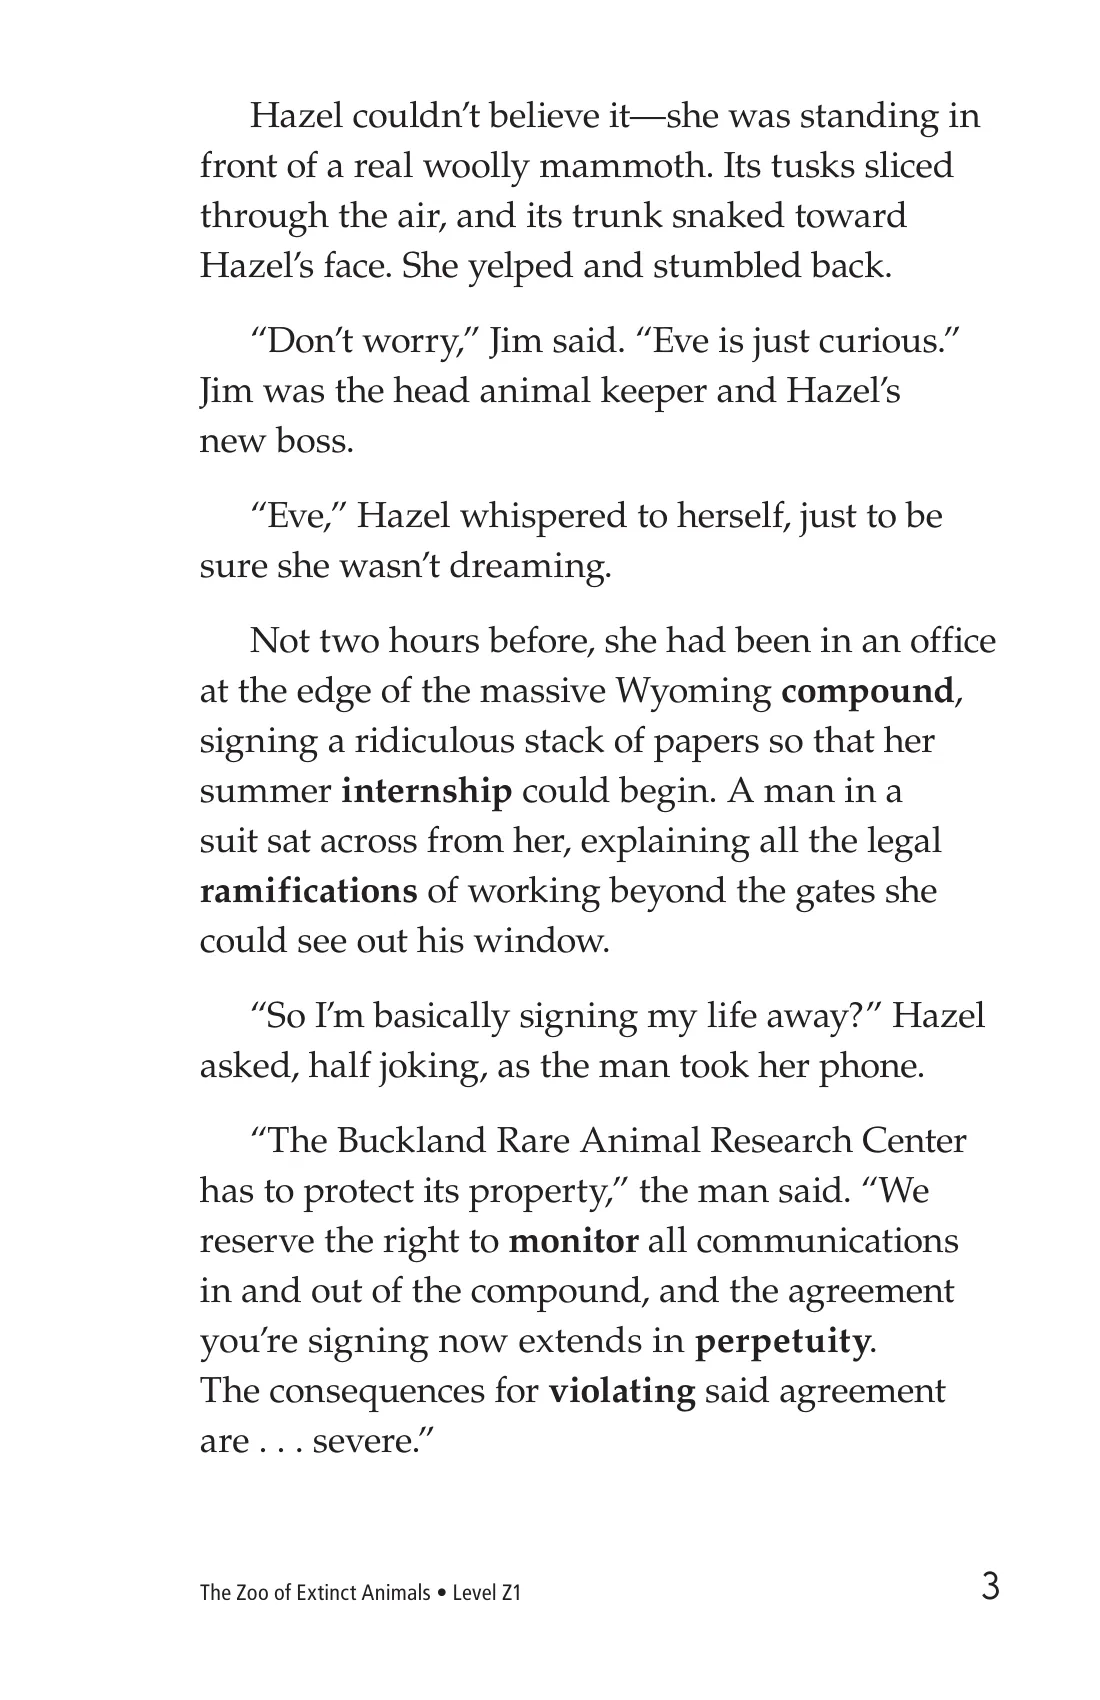 Hazel couldn’t believe it—she was standing in
front of a real woolly mammoth. Its tusks sliced
through the air, and its trunk snaked toward
Hazel’s face. She yelped and stumbled back.
“Don’t worry,” Jim said. “Eve is just curious.”
Jim was the head animal keeper and Hazel’s
new boss.
“Eve,” Hazel whispered to herself, just to be
sure she wasn’t dreaming.
Not two hours before, she had been in an office
at the edge of the massive Wyoming compound,
signing a ridiculous stack of papers so that her
summer internship could begin. A man in a
suit sat across from her, explaining all the legal
ramifications of working beyond the gates she
could see out his window.
“So I’m basically signing my life away?” Hazel
asked, half joking, as the man took her phone.
“The Buckland Rare Animal Research Center
has to protect its property,” the man said. “We
reserve the right to monitor all communications
in and out of the compound, and the agreement
you’re signing now extends in perpetuity.
The consequences for violating said agreement
are . . . severe.”
The Zoo of Extinct Animals • Level Z1
3